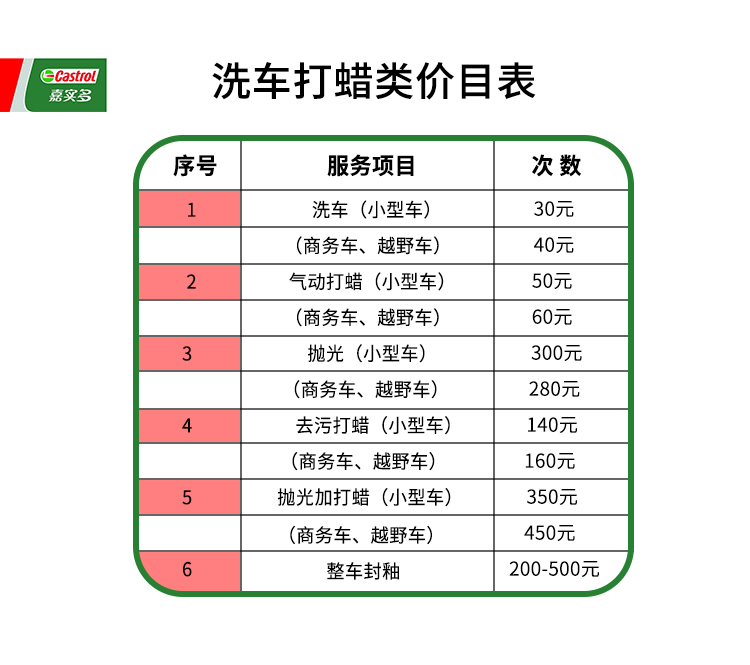 Castrol
嘉实多
洗车打蜡类价目表
序号 服务项目 次 数
1 洗车（小型车） 30元
（商务车、越野车） 40元
2 气动打蜡（小型车） 50元
（商务车、越野车） 60元
3 抛光（小型车） 300元
（商务车、越野车） 280元
4 去污打蜡（小型车） 140元
（商务车、越野车） 160元
5 抛光加打蜡（小型车） 350元
（商务车、越野车） 450元
6 整车封釉 200-500元